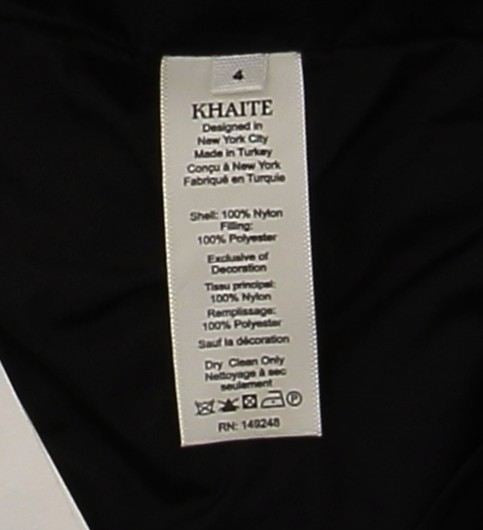 4
KHAITE
Designed in
New York City
Made in Turkey
Conçu à New York
Fabriqué en Turquie
Shell: 100% Nylon
Filling:
100% Polyester
Exclusive of
Decoration
Tissu principal:
100% Nylon
Remplissage:
100% Polyester
Sauf la décoration
Dry Clean Only
Nettoyage à sec
seulement
P
RN: 149248